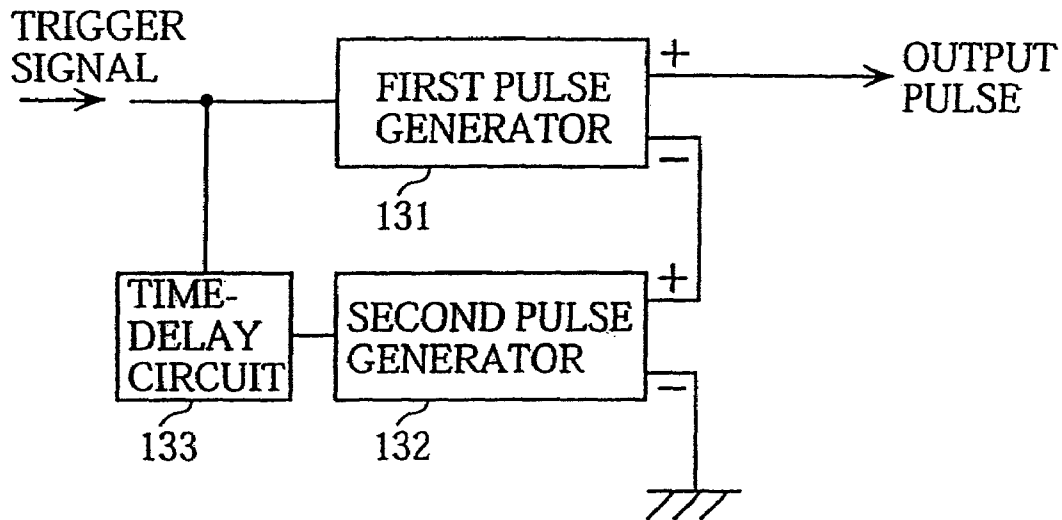 TRIGGER
SIGNAL
FIRST PULSE
GENERATOR
+
−
OUTPUT
PULSE
131
TIME-
DELAY
CIRCUIT
SECOND PULSE
GENERATOR
+
−
133
132